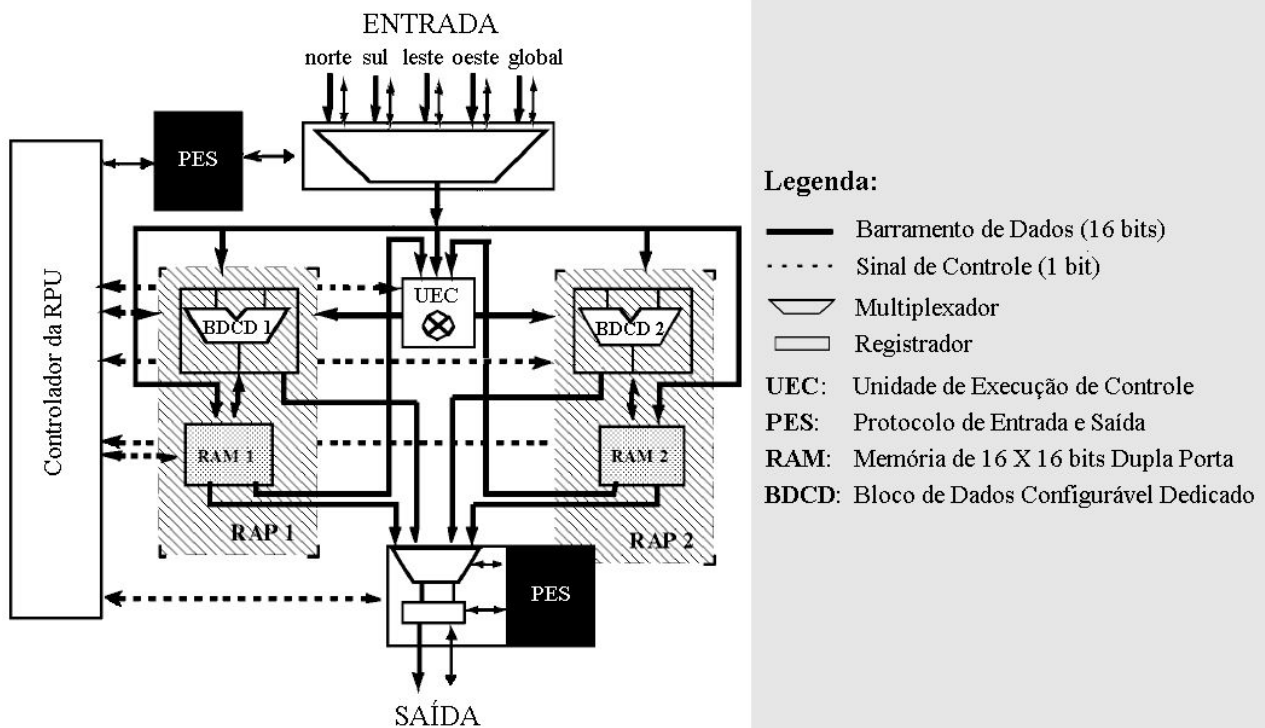 ENTRADA
norte sul leste oeste global
PES
Controlador da RPU
UEC
BDCD 1
BDCD 2
RAM 1
RAM 2
RAP 1
RAP 2
PES
SAÍDA
Legenda:
Barramento de Dados (16 bits)
Sinal de Controle (1 bit)
Multiplexador
Registrador
UEC: Unidade de Execução de Controle
PES: Protocolo de Entrada e Saída
RAM: Memória de 16 X 16 bits Dupla Porta
BDCD: Bloco de Dados Configurável Dedicado